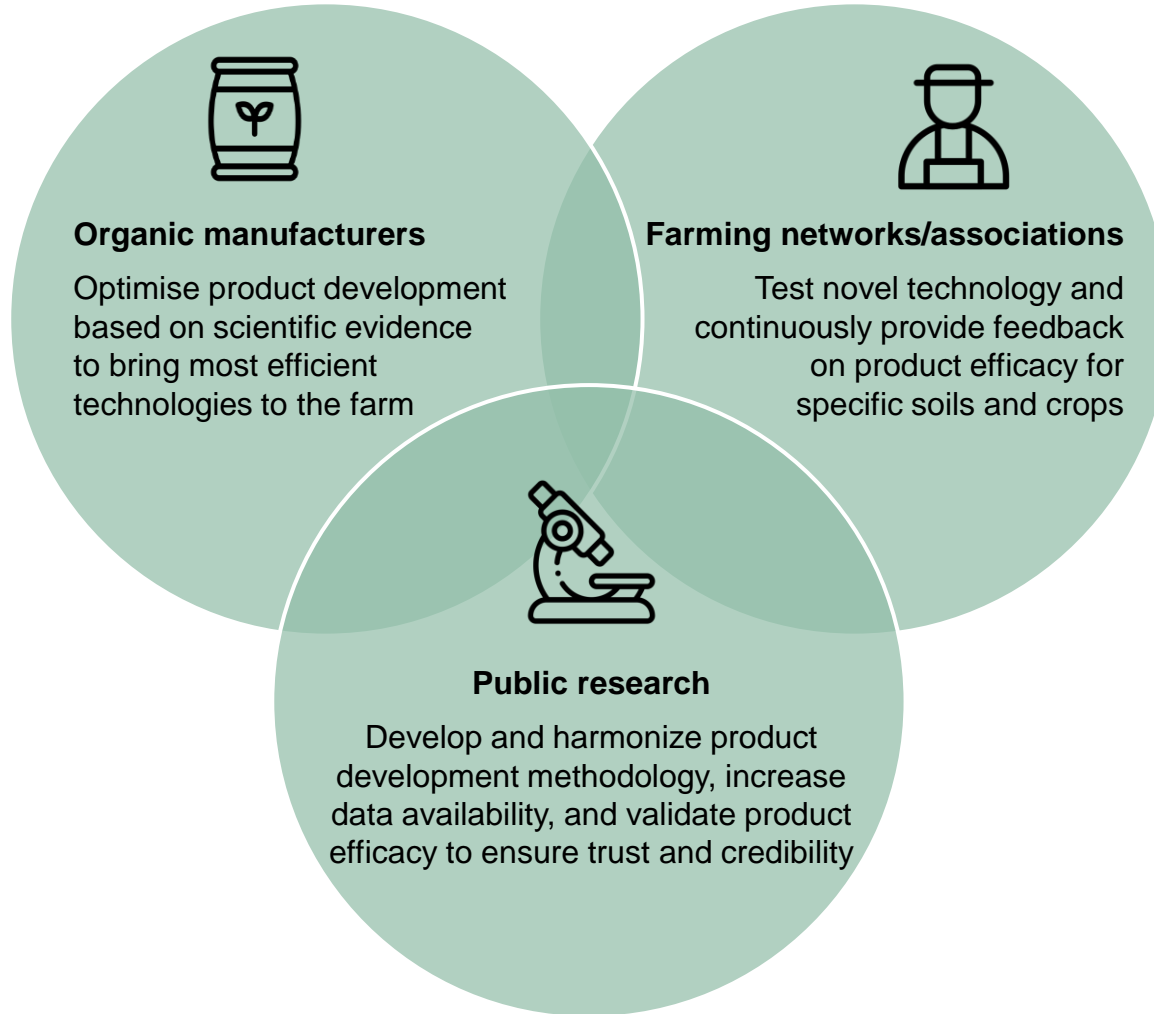 Organic manufacturers
Optimise product development
based on scientific evidence
to bring most efficient
technologies to the farm
Farming networks/associations
Test novel technology and
continuously provide feedback
on product efficacy for
specific soils and crops
Public research
Develop and harmonize product
development methodology, increase
data availability, and validate product
efficacy to ensure trust and credibility